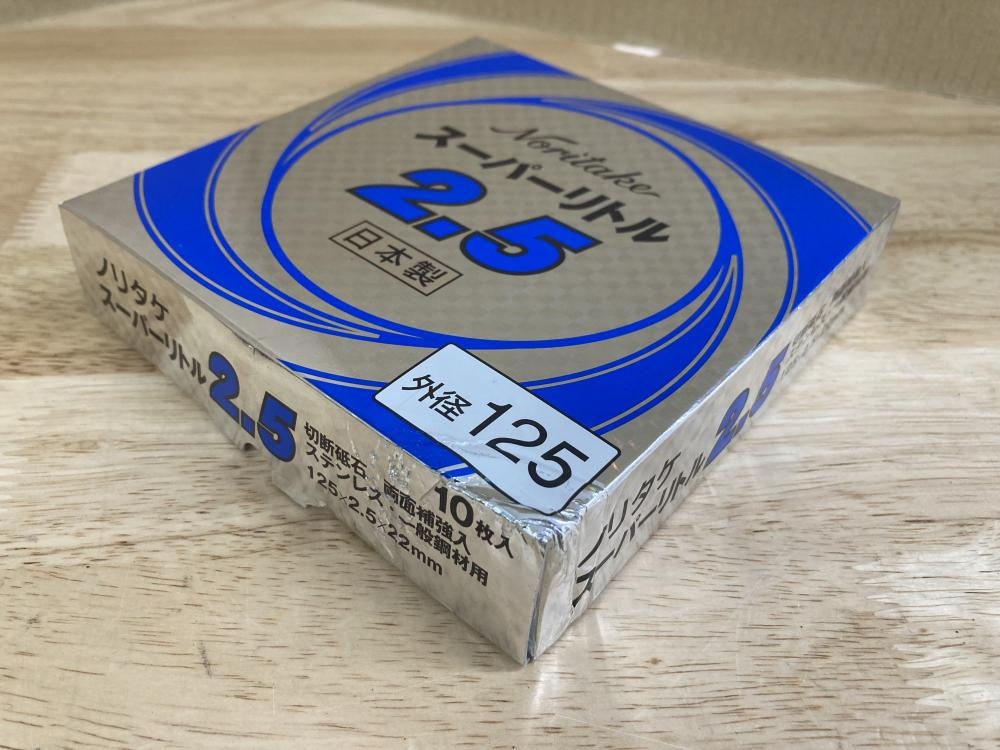 Noritake
スーパーリトル
2.5
日本製
外径 125
ノリタケ
スーパーリトル 2.5
切断砥石 両面補強入
10枚入
ステンレス・一般鋼材用
125×2.5×22mm
ノリタケ
スーパーリトル 2.5